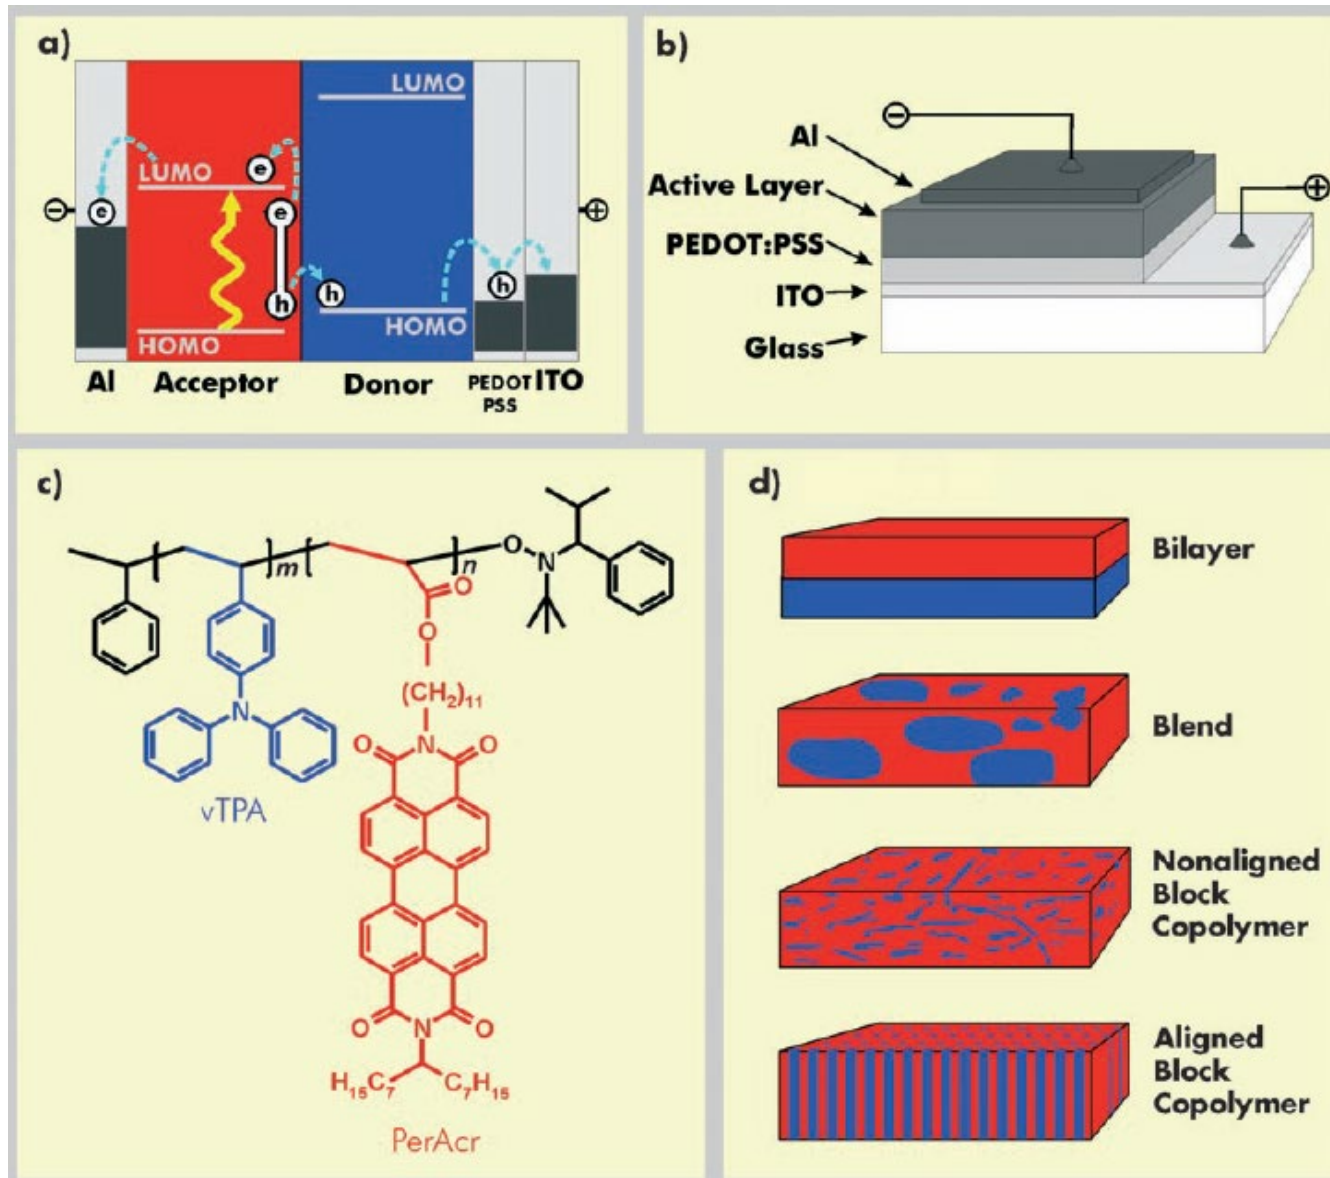 a)
LUMO
LUMO
e
e
e
h
h
h
HOMO
HOMO
−
+
Al
Acceptor
Donor
PEDOT
PSS
ITO
b)
−
+
Al
Active Layer
PEDOT:PSS
ITO
Glass
c)
m
n
O
N
O
O
N
vTPA
(CH₂)₁₁
O
N
O
O
N
O
H₁₅C₇
C₇H₁₅
PerAcr
d)
Bilayer
Blend
Nonaligned
Block
Copolymer
Aligned
Block
Copolymer